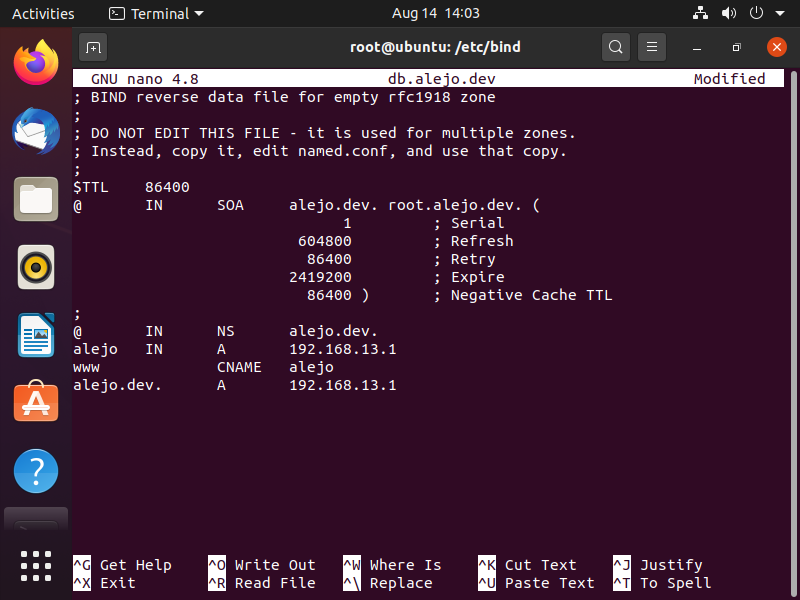 Activities Terminal Aug 14 14:03
root@ubuntu: /etc/bind
GNU nano 4.8 db.alejo.dev Modified
; BIND reverse data file for empty rfc1918 zone
;
; DO NOT EDIT THIS FILE - it is used for multiple zones.
; Instead, copy it, edit named.conf, and use that copy.
;
$TTL 86400
@ IN SOA alejo.dev. root.alejo.dev. (
1 ; Serial
604800 ; Refresh
86400 ; Retry
2419200 ; Expire
86400 ) ; Negative Cache TTL
;
@ IN NS alejo.dev.
alejo IN A 192.168.13.1
www CNAME alejo
alejo.dev. A 192.168.13.1
^G Get Help ^O Write Out ^W Where Is ^K Cut Text ^J Justify
^X Exit ^R Read File ^\ Replace ^U Paste Text ^T To Spell